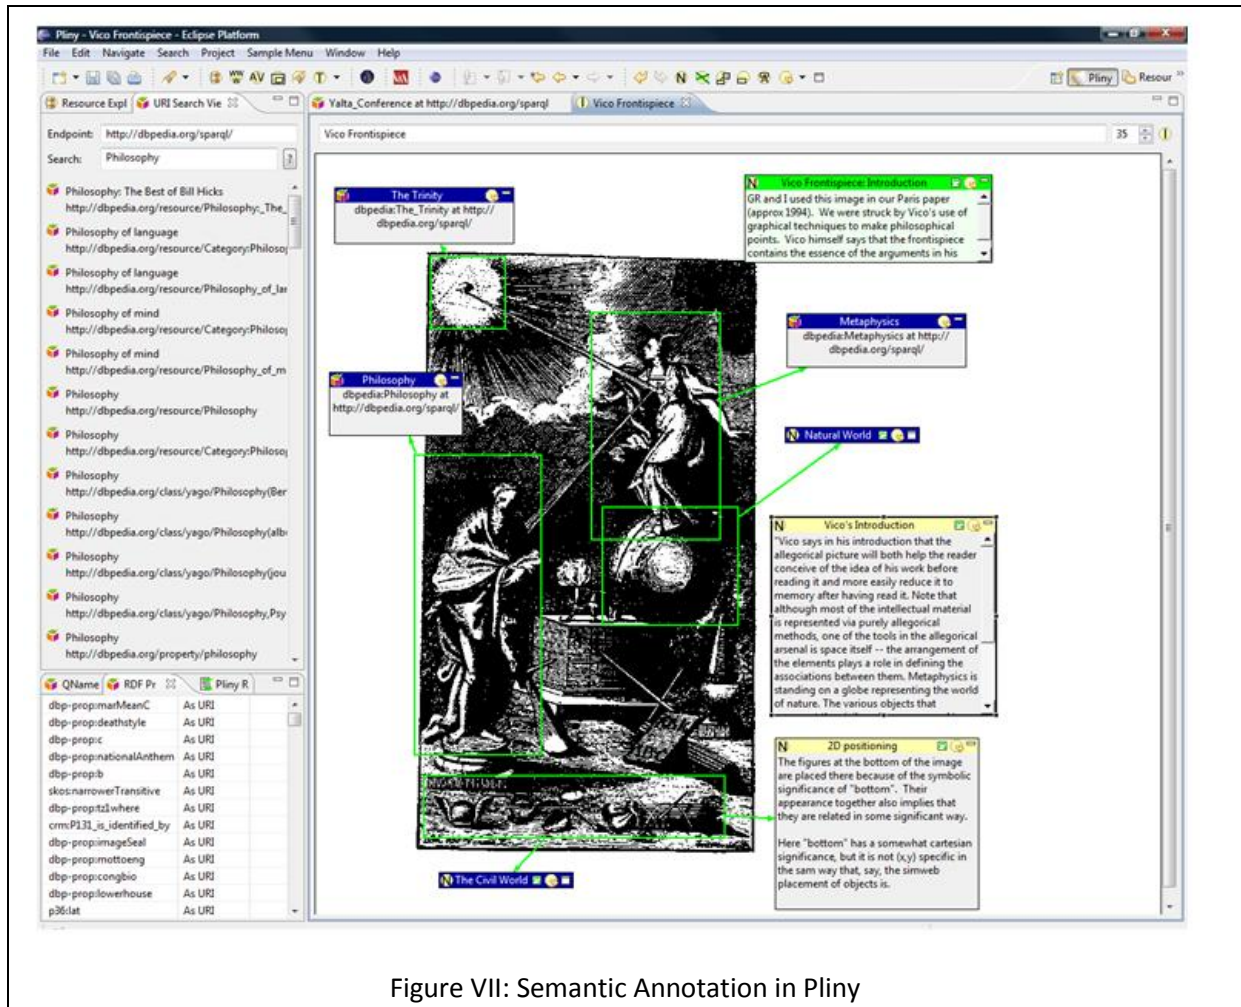 Pliny - Vico Frontispiece - Eclipse Platform
File Edit Navigate Search Project Sample Menu Window Help
Pliny Resour
Resource Expl URI Search Vie
Endpoint: http://dbpedia.org/sparql/
Search: Philosophy
Philosophy: The Best of Bill Hicks
http://dbpedia.org/resource/Philosophy:_The_
Philosophy of language
http://dbpedia.org/resource/Category:Philosop
Philosophy of language
http://dbpedia.org/resource/Philosophy_of_lar
Philosophy of mind
http://dbpedia.org/resource/Category:Philosop
Philosophy of mind
http://dbpedia.org/resource/Philosophy_of_m
Philosophy
http://dbpedia.org/resource/Philosophy
Philosophy
http://dbpedia.org/resource/Category:Philosop
Philosophy
http://dbpedia.org/class/yago/Philosophy(Ber
Philosophy
http://dbpedia.org/class/yago/Philosophy(alb
Philosophy
http://dbpedia.org/class/yago/Philosophy(jou
Philosophy
http://dbpedia.org/class/yago/Philosophy,Psy
Philosophy
http://dbpedia.org/property/philosophy
QName RDF Pr Pliny R
dbp-prop:marMeanC As URI
dbp-prop:deathstyle As URI
dbp-prop:c As URI
dbp-prop:nationalAnthem As URI
dbp-prop:b As URI
skos:narrowerTransitive As URI
dbp-prop:tz1where As URI
crm:P131_is_identified_by As URI
dbp-prop:imageSeal As URI
dbp-prop:mottoeng As URI
dbp-prop:congbio As URI
dbp-prop:lowerhouse As URI
p36:lat As URI
Yalta_Conference at http://dbpedia.org/sparql Vico Frontispiece
Vico Frontispiece 35
The Trinity
dbpedia:The_Trinity at http://
dbpedia.org/sparql/
Vico Frontispiece: Introduction
GR and I used this image in our Paris paper
(approx 1994). We were struck by Vico's use of
graphical techniques to make philosophical
points. Vico himself says that the frontispiece
contains the essence of the arguments in his
Metaphysics
dbpedia:Metaphysics at http://
dbpedia.org/sparql/
Philosophy
dbpedia:Philosophy at
http://dbpedia.org/sparql/
Natural World
Vico's Introduction
"Vico says in his introduction that the
allegorical picture will both help the reader
conceive of the idea of his work before
reading it and more easily reduce it to
memory after having read it. Note that
although most of the intellectual material
is represented via purely allegorical
methods, one of the tools in the allegorical
arsenal is space itself -- the arrangement of
the elements plays a role in defining the
associations between them. Metaphysics is
standing on a globe representing the world
of nature. The various objects that
2D positioning
The figures at the bottom of the image
are placed there because of the symbolic
significance of "bottom". Their
appearance together also implies that
they are related in some significant way.
Here "bottom" has a somewhat cartesian
significance, but it is not (x,y) specific in
the sam way that, say, the simweb
placement of objects is.
The Civil World
Figure VII: Semantic Annotation in Pliny